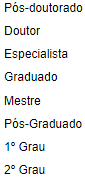 Pós-doutorado
Doutor
Especialista
Graduado
Mestre
Pós-Graduado
1º Grau
2º Grau